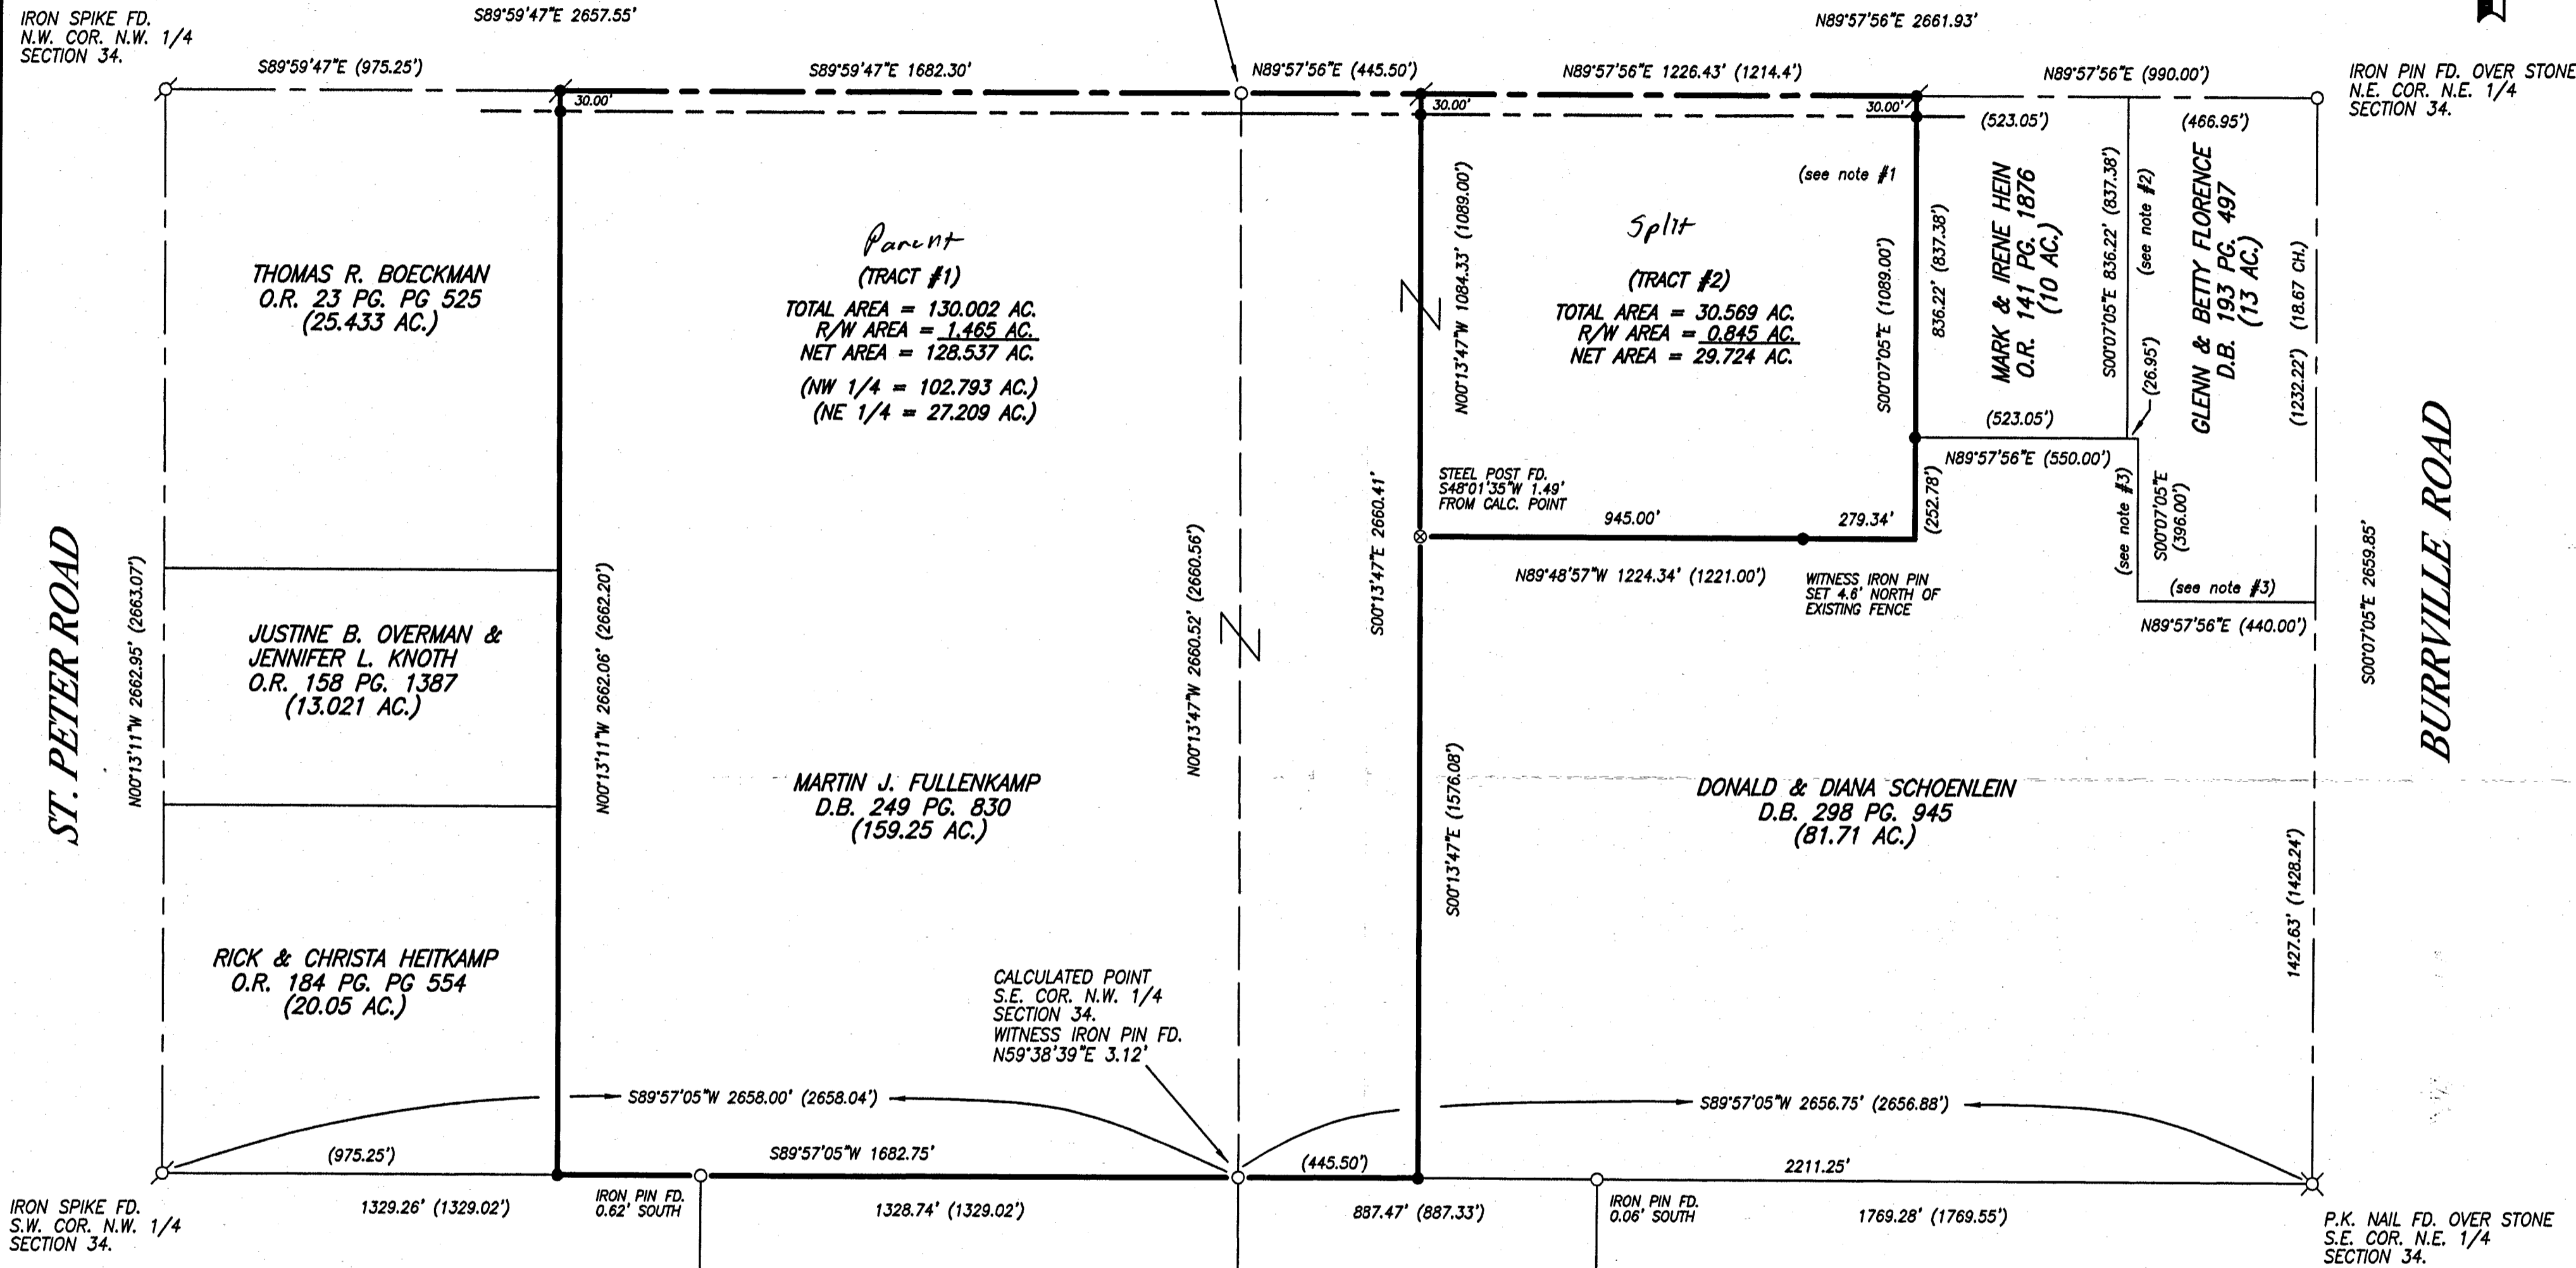 IRON SPIKE FD.
N.W. COR. N.W. 1/4
SECTION 34.
S89°59'47"E 2657.55'
N89°57'56"E 2661.93'
IRON PIN FD. OVER STONE
N.E. COR. N.E. 1/4
SECTION 34.
S89°59'47"E (975.25')
S89°59'47"E 1682.30'
N89°57'56"E (445.50')
N89°57'56"E 1226.43' (1214.4')
N89°57'56"E (990.00')
30.00'
30.00'
30.00'
(523.05')
(466.95')
THOMAS R. BOECKMAN
O.R. 23 PG. PG 525
(25.433 AC.)
Parent
(TRACT #1)
TOTAL AREA = 130.002 AC.
R/W AREA = 1.465 AC.
NET AREA = 128.537 AC.
(NW 1/4 = 102.793 AC.)
(NE 1/4 = 27.209 AC.)
N00°13'47"W 1084.33' (1089.00')
Split
(TRACT #2)
TOTAL AREA = 30.569 AC.
R/W AREA = 0.845 AC.
NET AREA = 29.724 AC.
(see note #1
S00°07'05"E (1089.00')
836.22' (837.38')
MARK & IRENE HEIN
O.R. 141 PG. 1876
(10 AC.)
S00°07'05"E 836.22' (837.38')
(see note #2)
(26.95')
GLENN & BETTY FLORENCE
D.B. 193 PG. 497
(13 AC.)
(1232.22') (18.67 CH.)
(523.05')
N89°57'56"E (550.00')
(252.78')
(see note #3)
S00°07'05"E
(396.00')
(see note #3)
N89°57'56"E (440.00')
STEEL POST FD.
S48°01'35"W 1.49'
FROM CALC. POINT
945.00'
279.34'
N89°48'57"W 1224.34' (1221.00')
WITNESS IRON PIN
SET 4.6' NORTH OF
EXISTING FENCE
ST. PETER ROAD
N00°13'11"W 2662.95' (2663.07')
JUSTINE B. OVERMAN &
JENNIFER L. KNOTH
O.R. 158 PG. 1387
(13.021 AC.)
N00°13'11"W 2662.06' (2662.20')
N00°13'47"W 2660.52' (2660.56')
S00°13'47"E 2660.41'
S00°13'47"E (1576.08')
S00°07'05"E 2659.85'
BURRVILLE ROAD
MARTIN J. FULLENKAMP
D.B. 249 PG. 830
(159.25 AC.)
DONALD & DIANA SCHOENLEIN
D.B. 298 PG. 945
(81.71 AC.)
1427.63' (1428.24')
RICK & CHRISTA HEITKAMP
O.R. 184 PG. PG 554
(20.05 AC.)
CALCULATED POINT
S.E. COR. N.W. 1/4
SECTION 34.
WITNESS IRON PIN FD.
N59°38'39"E 3.12'
S89°57'05"W 2658.00' (2658.04')
S89°57'05"W 2656.75' (2656.88')
(975.25')
S89°57'05"W 1682.75'
(445.50')
2211.25'
IRON SPIKE FD.
S.W. COR. N.W. 1/4
SECTION 34.
1329.26' (1329.02')
IRON PIN FD.
0.62' SOUTH
1328.74' (1329.02')
887.47' (887.33')
IRON PIN FD.
0.06' SOUTH
1769.28' (1769.55')
P.K. NAIL FD. OVER STONE
S.E. COR. N.E. 1/4
SECTION 34.